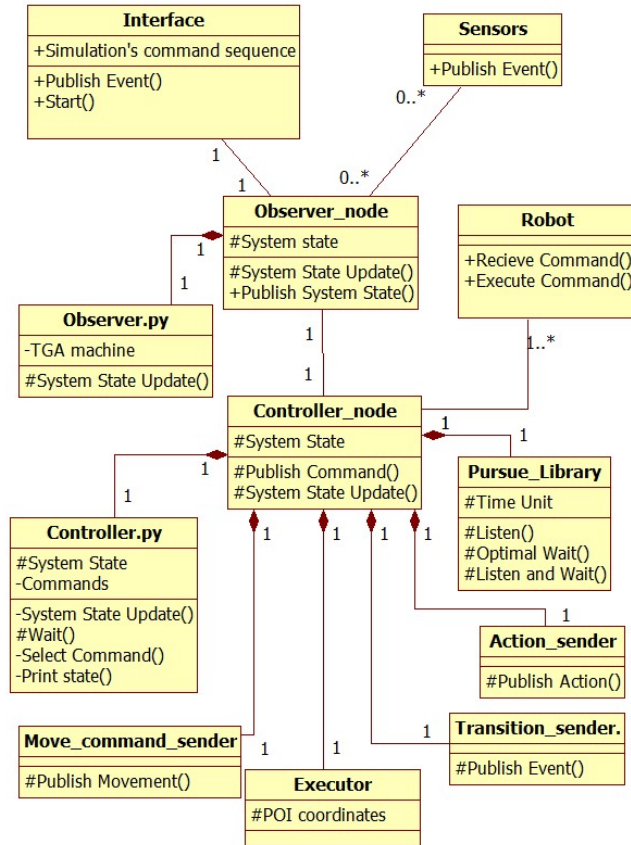 Interface
+Simulation's command sequence
+Publish Event()
+Start()
Sensors
+Publish Event()
0..*
0..*
1
1
Observer_node
#System state
#System State Update()
+Publish System State()
Robot
+Recieve Command()
+Execute Command()
1..*
1
1
Observer.py
-TGA machine
#System State Update()
1
1
Controller_node
#System State
#Publish Command()
#System State Update()
1
1
Pursue_Library
#Time Unit
#Listen()
#Optimal Wait()
#Listen and Wait()
1
1
Controller.py
#System State
-Commands
-System State Update()
#Wait()
-Select Command()
-Print state()
1
1
1
1
1
Action_sender
#Publish Action()
Move_command_sender
#Publish Movement()
1
1
1
Transition_sender.
#Publish Event()
Executor
#POI coordinates